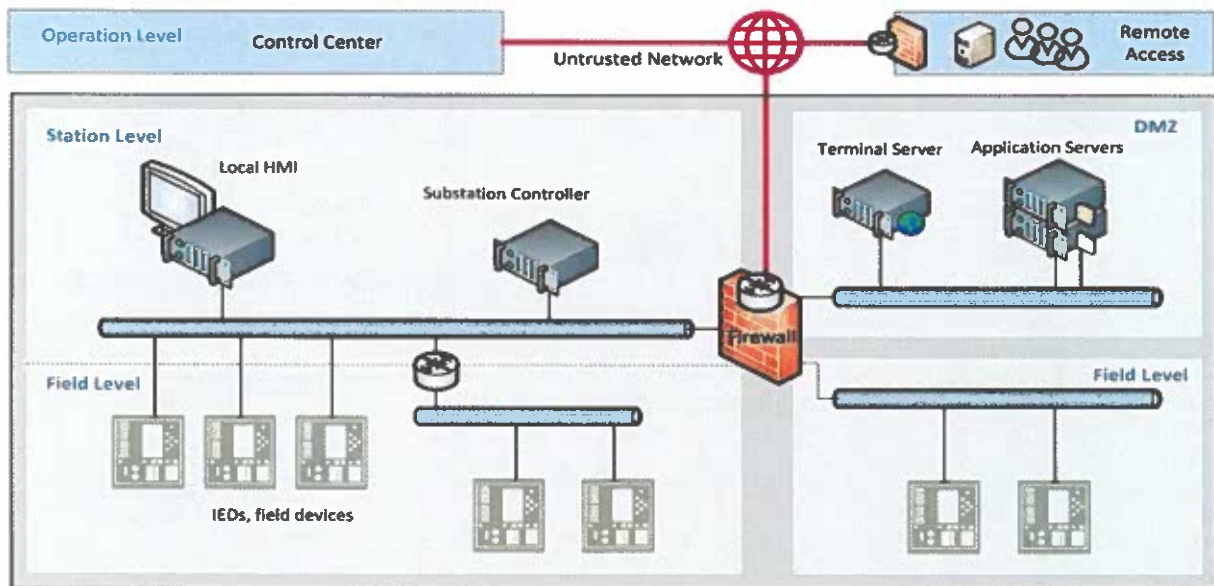 Operation Level
Control Center
Untrusted Network
Remote
Access
Station Level
Local HMI
Substation Controller
DMZ
Terminal Server
Application Servers
Firewall
Field Level
IEDs, field devices
Field Level